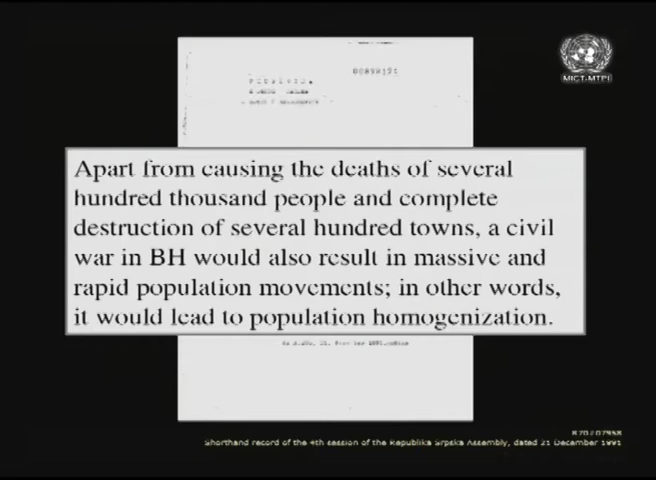 00898121
MICT-MTPI
Apart from causing the deaths of several
hundred thousand people and complete
destruction of several hundred towns, a civil
war in BH would also result in massive and
rapid population movements; in other words,
it would lead to population homogenization.
Shorthand record of the 4th session of the Republika Srpska Assembly, dated 21 December 1991